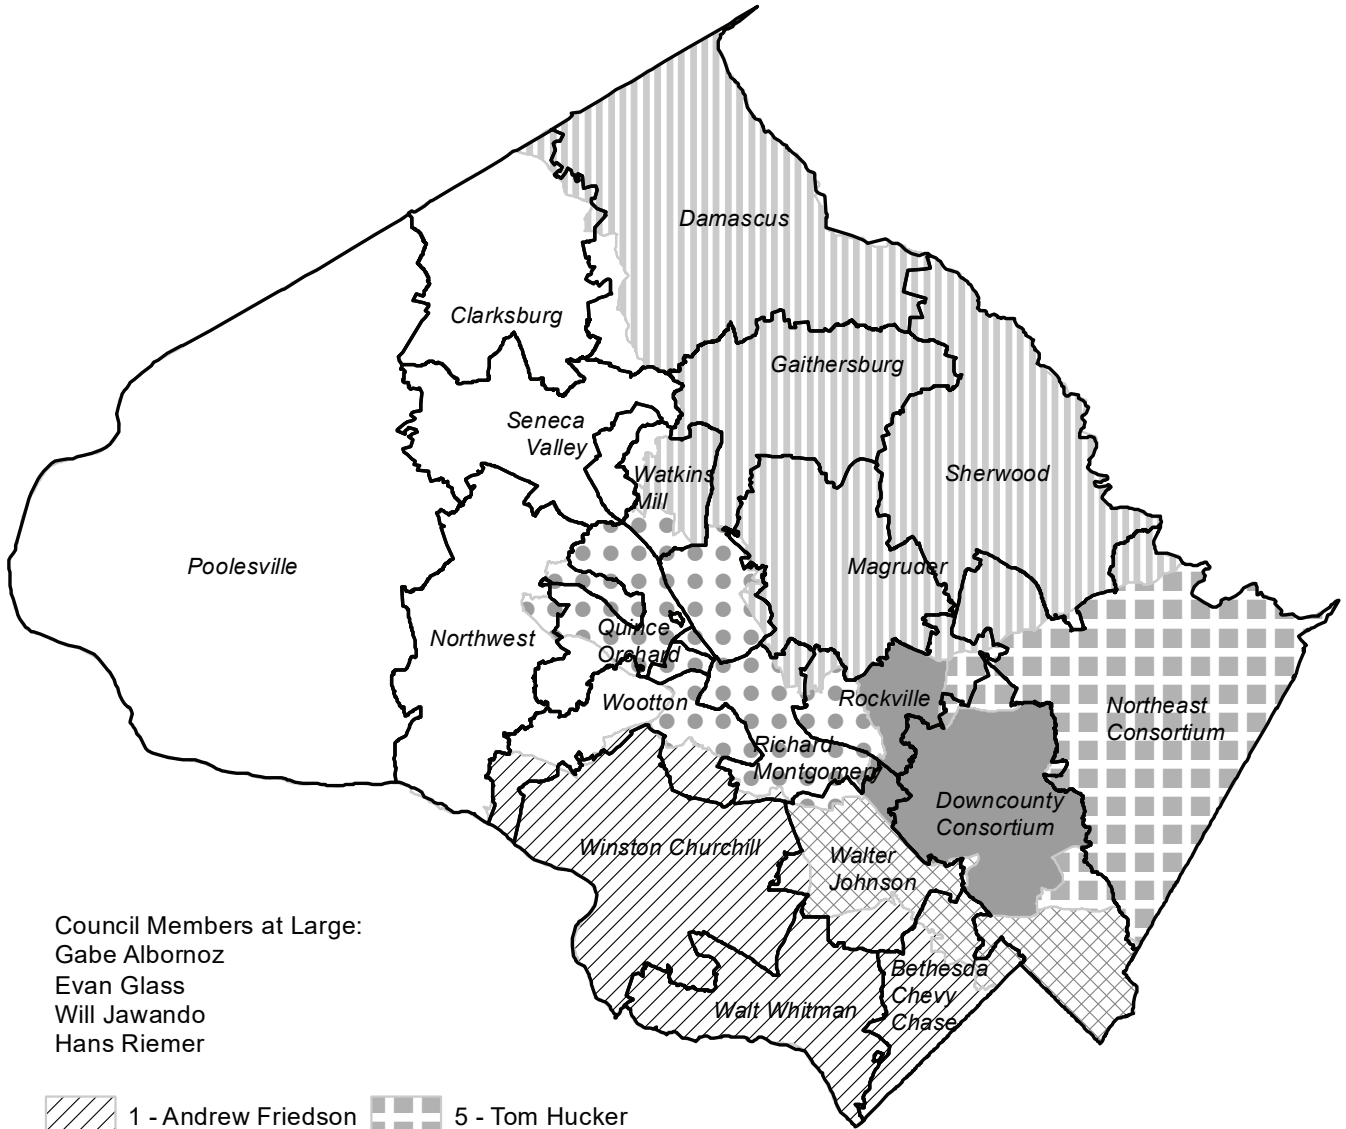 Damascus
Clarksburg
Gaithersburg
Seneca
Valley
Watkins
Mill
Sherwood
Poolesville
Magruder
Northwest
Quince
Orchard
Wootton
Rockville
Northeast
Consortium
Richard
Montgomery
Downcounty
Consortium
Winston Churchill
Walter
Johnson
Bethesda
Chevy
Chase
Walt Whitman
Council Members at Large:
Gabe Albornoz
Evan Glass
Will Jawando
Hans Riemer
1 - Andrew Friedson
5 - Tom Hucker